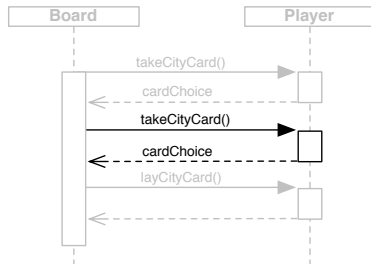 Board
Player
takeCityCard()
cardChoice
takeCityCard()
cardChoice
layCityCard()